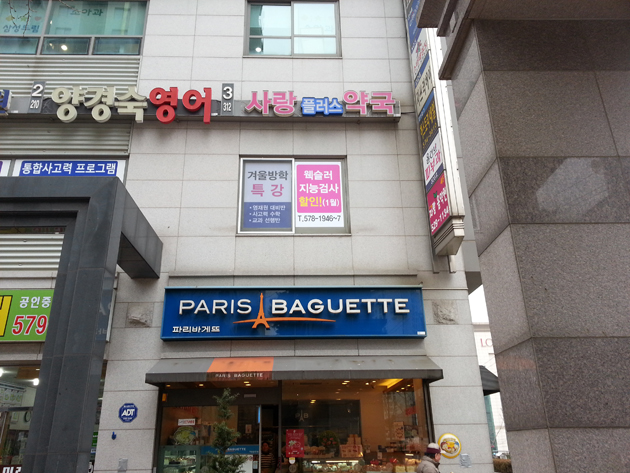 2
210
양경숙영어
3
312
사랑플러스약국
통합사고력 프로그램
겨울방학
특강
• 영재원 대비반
• 사고력 수학
• 교과 선행반
웩슬러
지능검사
할인!(1월)
T.578-1946~7
PARIS BAGUETTE
파리바게뜨
공인중
579
PARIS BAGUETTE
ADT
PARIS BAGUETTE